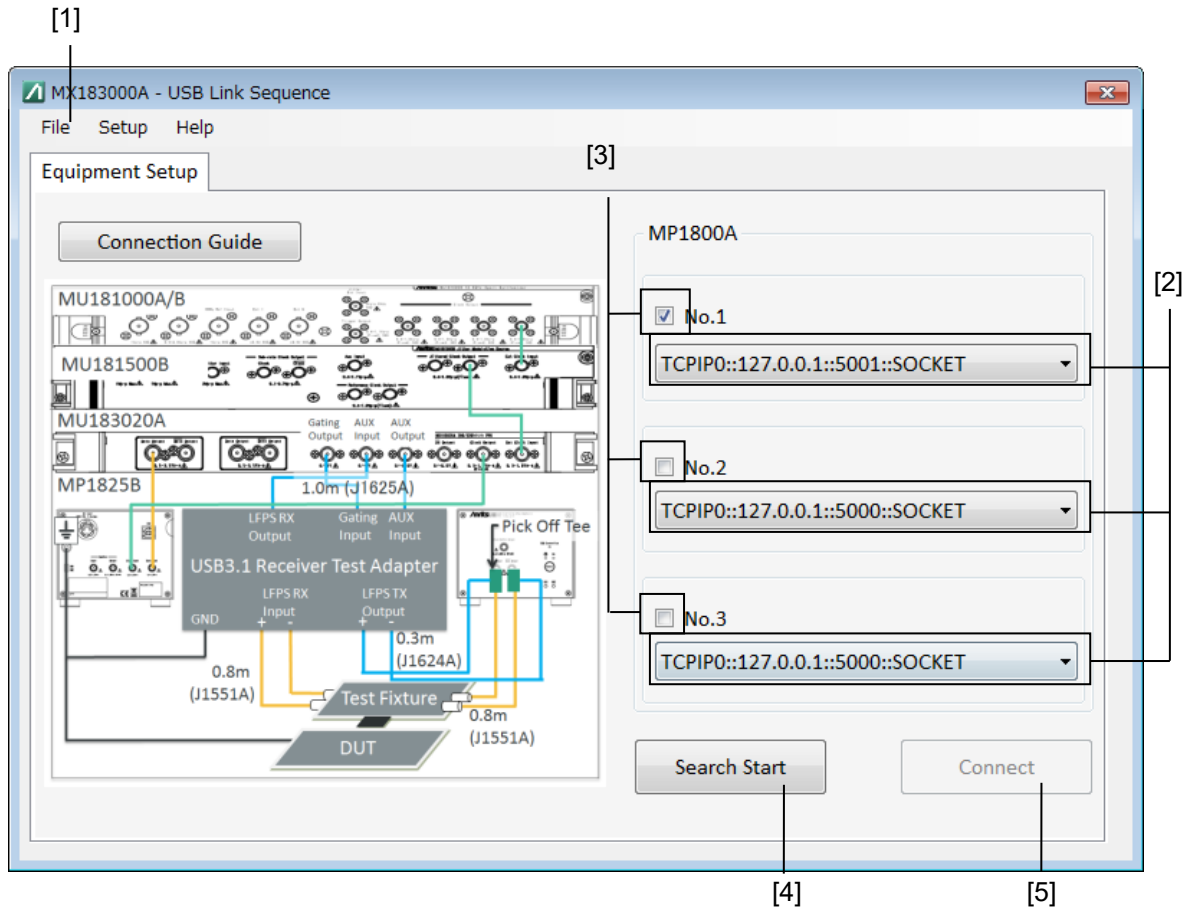 [1]
MX183000A - USB Link Sequence
File Setup Help
[3]
Equipment Setup
Connection Guide
MP1800A
[2]
MU181000A/B
No.1
TCPIP0::127.0.0.1::5001::SOCKET
MU181500B
MU183020A
Gating Output
AUX Input
AUX Output
No.2
TCPIP0::127.0.0.1::5000::SOCKET
MP1825B
1.0m (J1625A)
LFPS RX Output
Gating Input
AUX Input
Pick Off Tee
USB3.1 Receiver Test Adapter
LFPS RX Input
+ -
LFPS TX Output
+ -
GND
No.3
TCPIP0::127.0.0.1::5000::SOCKET
0.3m
(J1624A)
0.8m
(J1551A)
Test Fixture
0.8m
(J1551A)
DUT
Search Start
Connect
[4]
[5]